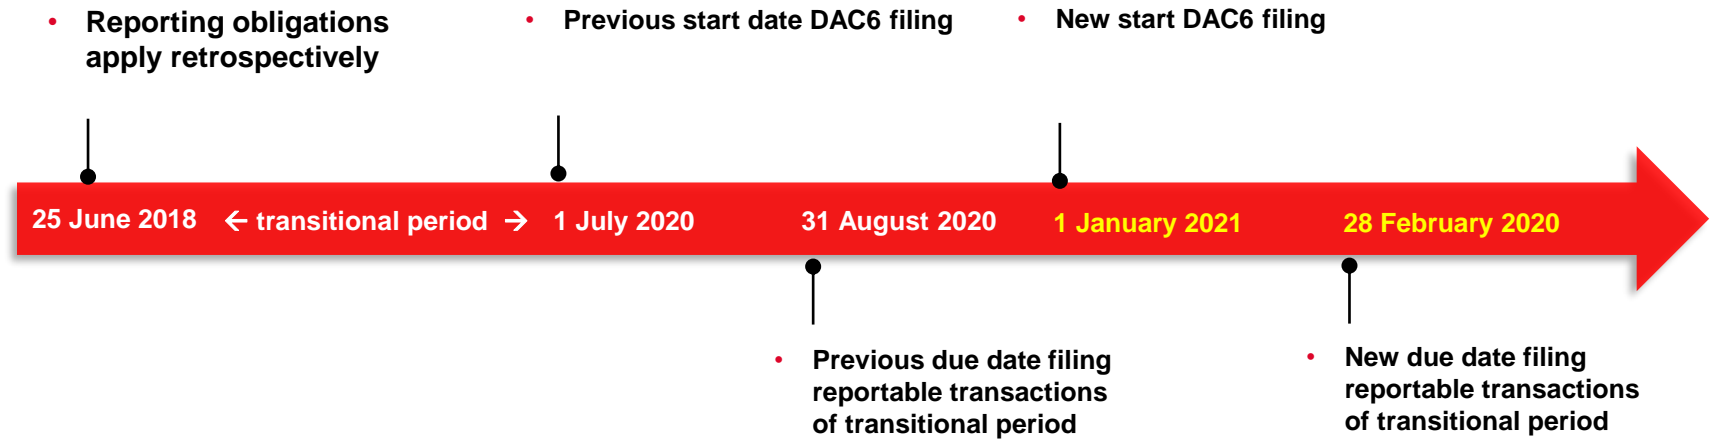 • Reporting obligations
apply retrospectively
• Previous start date DAC6 filing
• New start DAC6 filing
25 June 2018 ← transitional period → 1 July 2020 31 August 2020 1 January 2021 28 February 2020
• Previous due date filing
reportable transactions
of transitional period
• New due date filing
reportable transactions
of transitional period